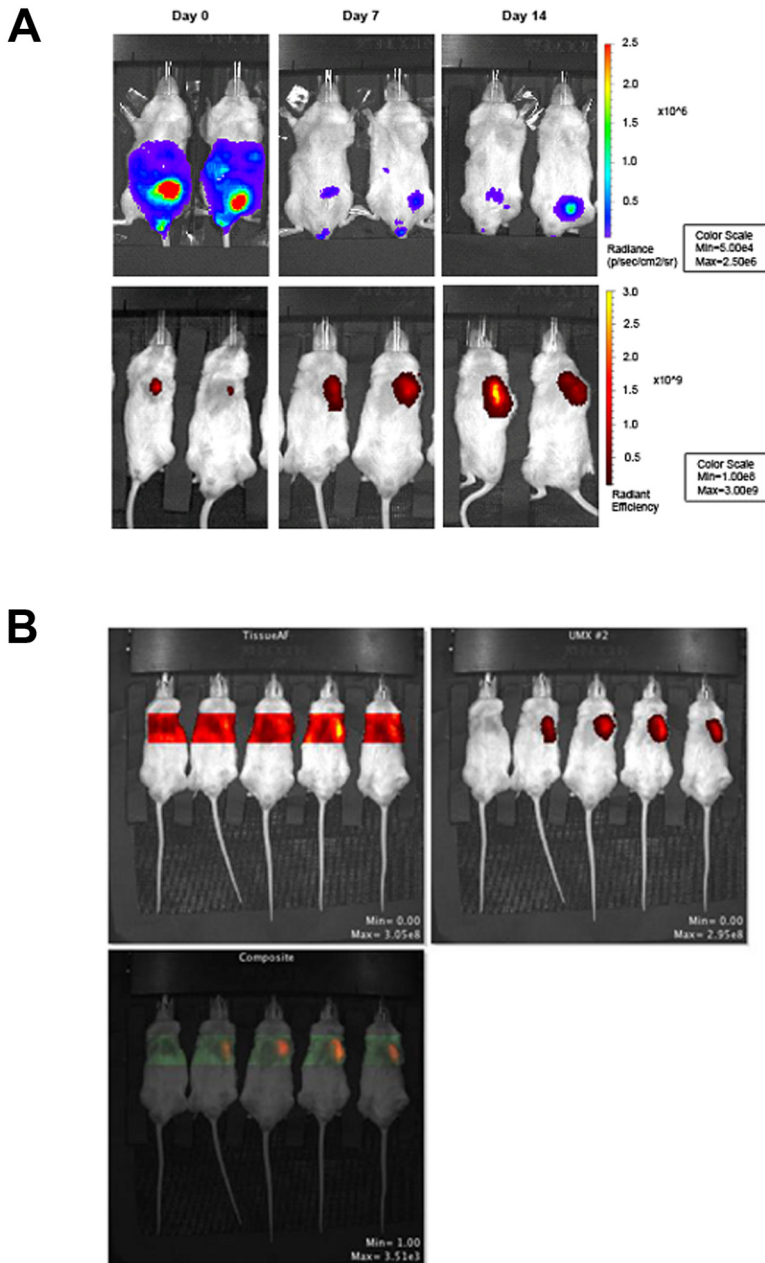 A
Day 0 Day 7 Day 14
2.5
2.0
x10^6
1.5
1.0
0.5
Radiance
(p/sec/cm2/sr)
Color Scale
Min=5.00e4
Max=2.50e6
3.0
2.5
2.0
x10^9
1.5
1.0
0.5
Radiant
Efficiency
Color Scale
Min=1.00e8
Max=3.00e9
B
TissueAF
Min= 0.00
Max= 3.05e8
UMX #2
Min= 0.00
Max= 2.95e8
Composite
Min= 1.00
Max= 3.51e3